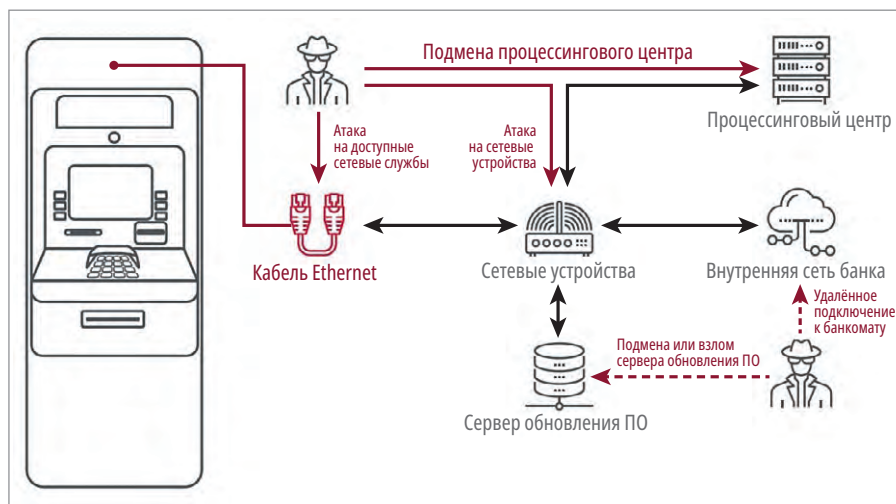 Подмена процессингового центра
Процессинговый центр
Атака
на доступные
сетевые службы
Атака
на сетевые
устройства
Кабель Ethernet
Сетевые устройства
Внутренняя сеть банка
Удалённое
подключение
к банкомату
Подмена или взлом
сервера обновления ПО
Сервер обновления ПО